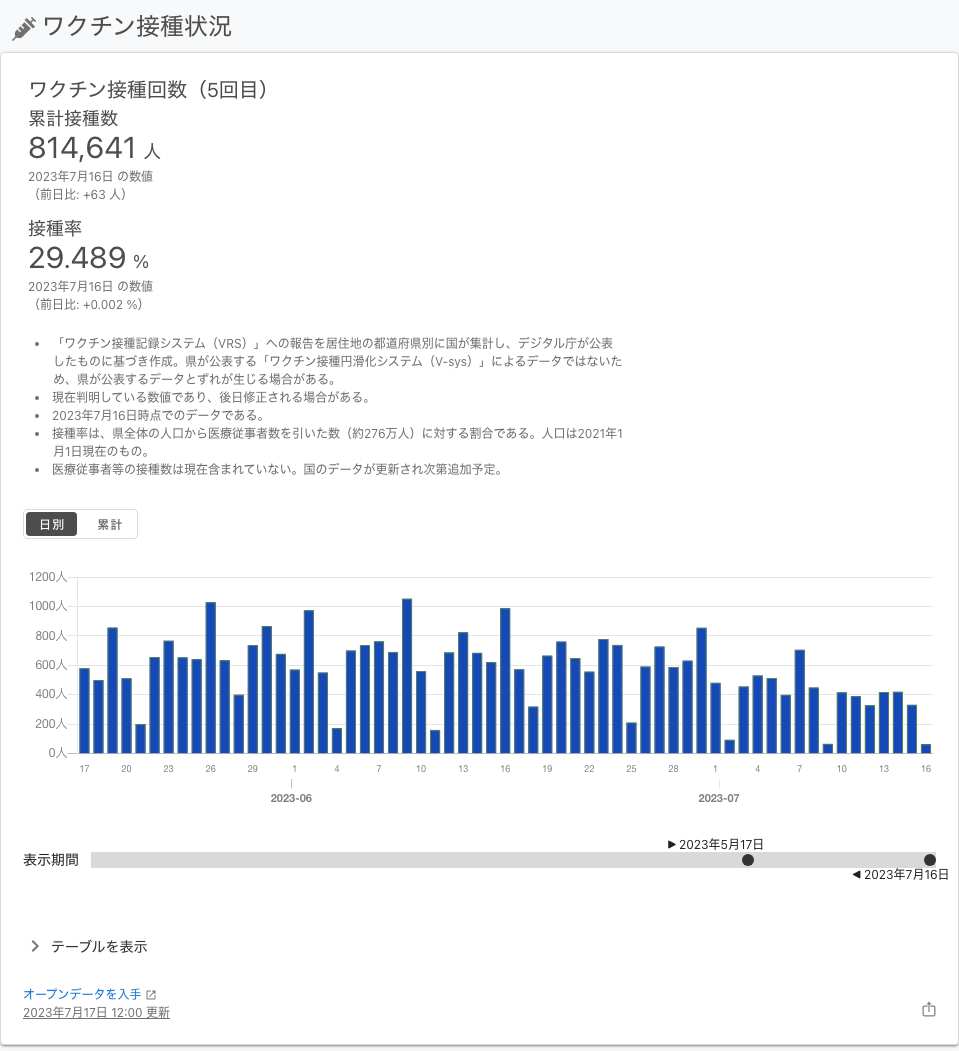 ワクチン接種状況
ワクチン接種回数（5回目）
累計接種数
814,641 人
2023年7月16日 の数値
（前日比: +63 人）
接種率
29.489 %
2023年7月16日 の数値
（前日比: +0.002 %）
• 「ワクチン接種記録システム（VRS）」への報告を居住地の都道府県別に国が集計し、デジタル庁が公表
したものに基づき作成。県が公表する「ワクチン接種円滑化システム（V-sys）」によるデータではないた
め、県が公表するデータとずれが生じる場合がある。
• 現在判明している数値であり、後日修正される場合がある。
• 2023年7月16日時点でのデータである。
• 接種率は、県全体の人口から医療従事者数を引いた数（約276万人）に対する割合である。人口は2021年1
月1日現在のもの。
• 医療従事者等の接種数は現在含まれていない。国のデータが更新され次第追加予定。
日別 累計
1200人
1000人
800人
600人
400人
200人
0人
17 20 23 26 29 1 4 7 10 13 16 19 22 25 28 1 4 7 10 13 16
2023-06 2023-07
▶ 2023年5月17日
表示期間
◀ 2023年7月16日
テーブルを表示
オープンデータを入手
2023年7月17日 12:00 更新